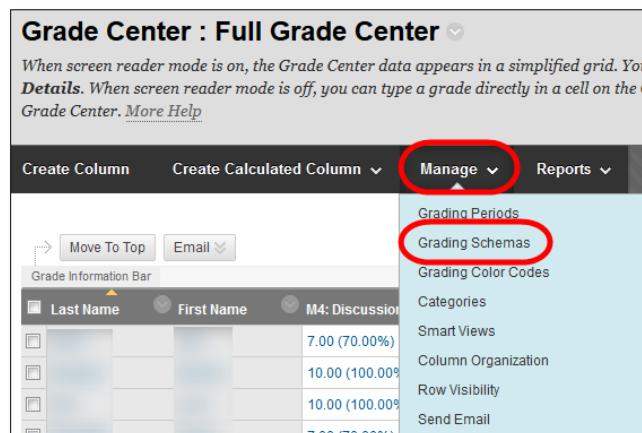 Grade Center : Full Grade Center
When screen reader mode is on, the Grade Center data appears in a simplified grid. You
Details. When screen reader mode is off, you can type a grade directly in a cell on the
Grade Center. More Help
Create Column Create Calculated Column Manage Reports
Grading Periods
Move To Top Email
Grading Schemas
Grade Information Bar
Grading Color Codes
Last Name First Name M4: Discussion
Categories
7.00 (70.00%)
Smart Views
10.00 (100.00%
Column Organization
10.00 (100.00%
Row Visibility
Send Email